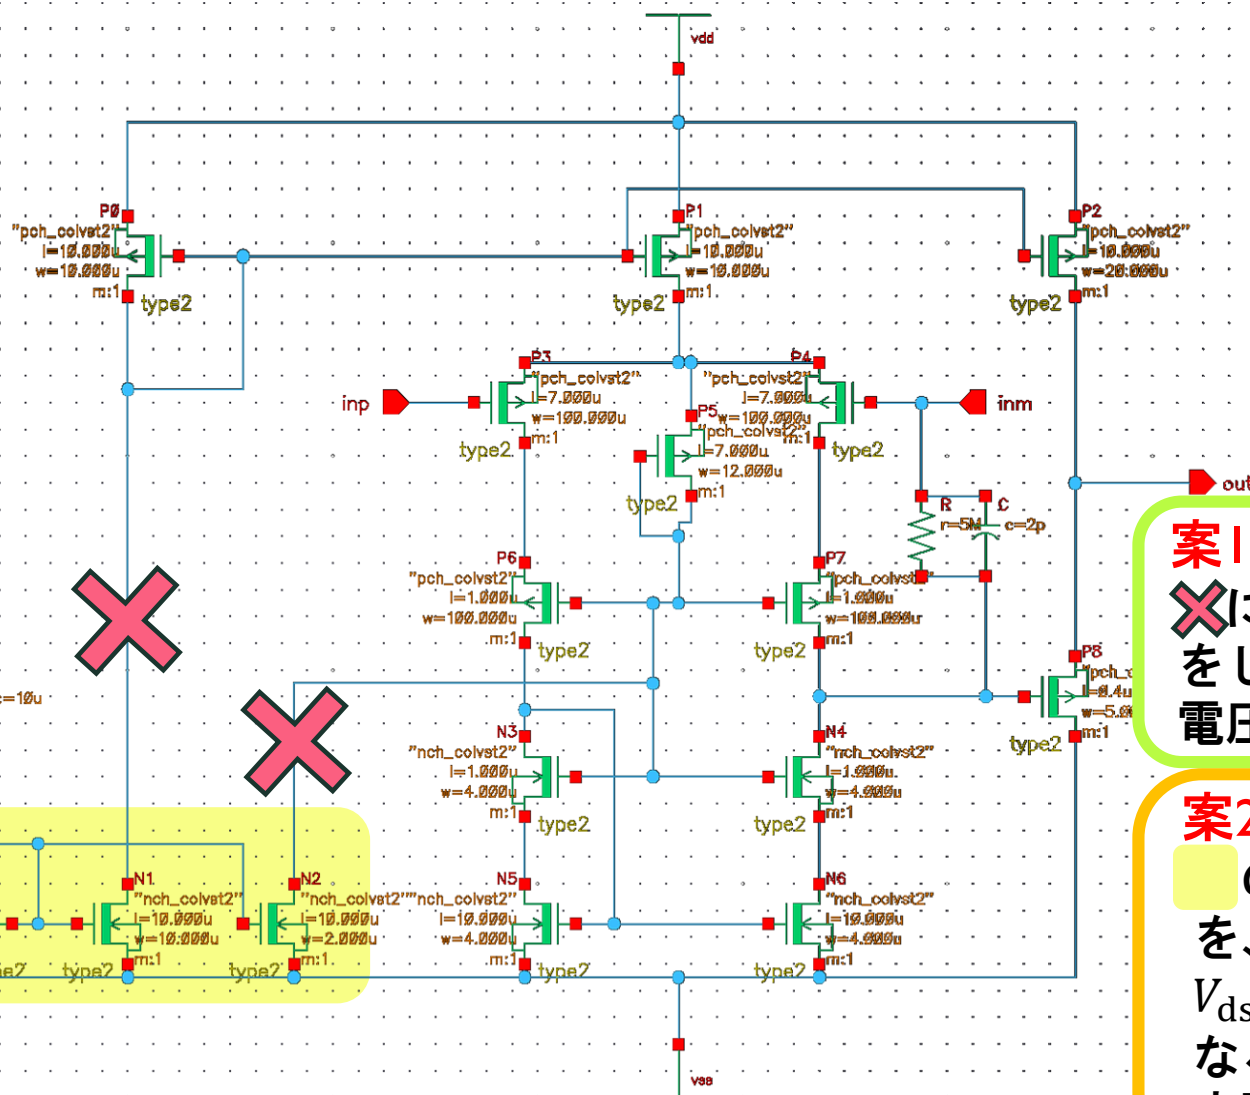 vdd
P0
"pch_colvst2"
l=10.000u
w=10.000u
m:1
type2
P1
"pch_colvst2"
l=10.000u
w=10.000u
m:1
type2
P2
"pch_colvst2"
l=10.000u
w=20.000u
m:1
type2
inp
P3
"pch_colvst2"
l=7.000u
w=100.000u
m:1
type2
P4
"pch_colvst2"
l=7.000u
w=100.000u
m:1
type2
inm
P5
"pch_colvst2"
l=7.000u
w=12.000u
m:1
type2
R
r=5M
C
c=2p
out
P6
"pch_colvst2"
l=1.000u
w=100.000u
m:1
type2
P7
"pch_colvst2"
l=1.000u
w=100.000u
m:1
type2
P8
m:1
type2
=10u
N3
"nch_colvst2"
l=1.000u
w=4.000u
m:1
type2
N4
"nch_colvst2"
l=1.000u
w=4.000u
m:1
type2
N1
"nch_colvst2"
l=10.000u
w=10.000u
m:1
type2
N2
"nch_colvst2"
l=10.000u
w=2.000u
m:1
type2
N5
"nch_colvst2"
l=10.000u
w=4.000u
m:1
type2
N6
"nch_colvst2"
l=10.000u
w=4.000u
m:1
type2
vss
案1
に
をし
電圧
案2
を、
V_ds
な